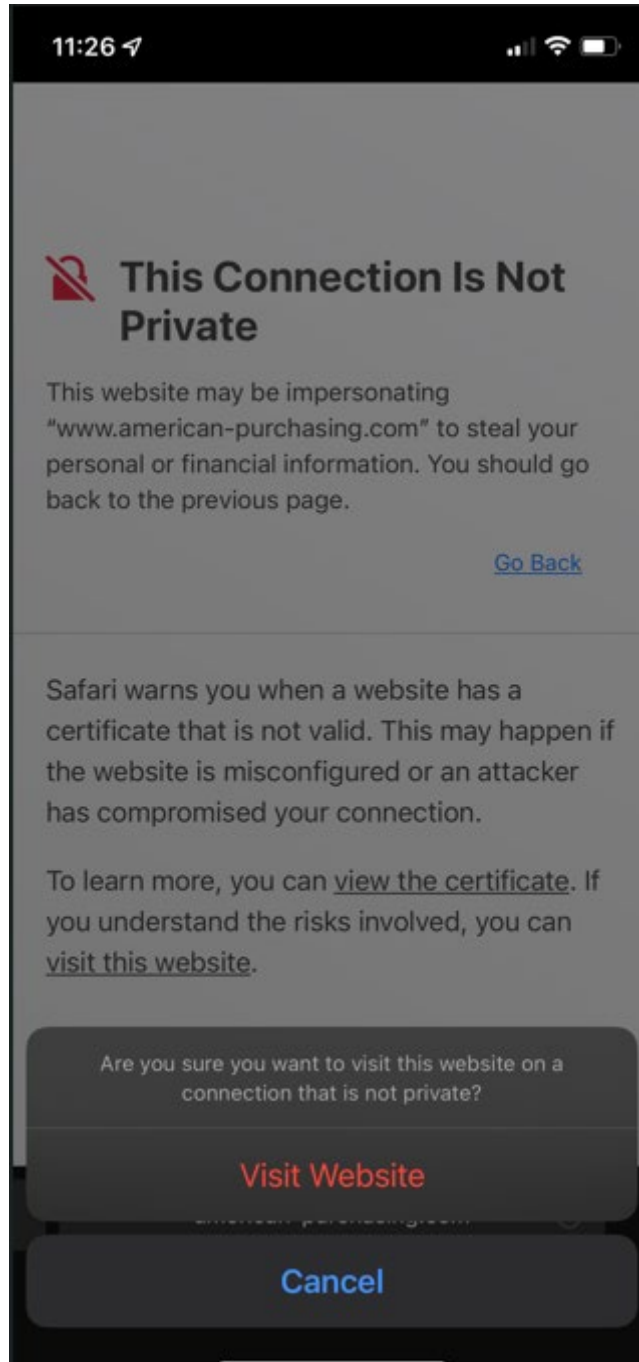 11:26
This Connection Is Not
Private
This website may be impersonating
“www.american-purchasing.com” to steal your
personal or financial information. You should go
back to the previous page.
Go Back
Safari warns you when a website has a
certificate that is not valid. This may happen if
the website is misconfigured or an attacker
has compromised your connection.
To learn more, you can view the certificate. If
you understand the risks involved, you can
visit this website.
Are you sure you want to visit this website on a
connection that is not private?
Visit Website
american-purchasing.com
Cancel